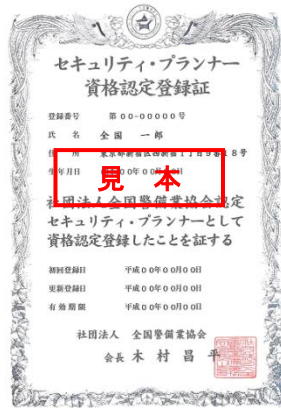 セキュリティ・プランナー
資格認定登録証
登録番号 第00-00000号
氏名 全国 一郎
住所 東京都新宿区西新宿1丁目9番18号
生年月日 00年00月00日
見本
社団法人全国警備業協会認定
セキュリティ・プランナーとして
資格認定登録したことを証する
初回登録日 平成00年00月00日
更新登録日 平成00年00月00日
有効期限 平成00年00月00日
社団法人 全国警備業協会
会長 木村昌平